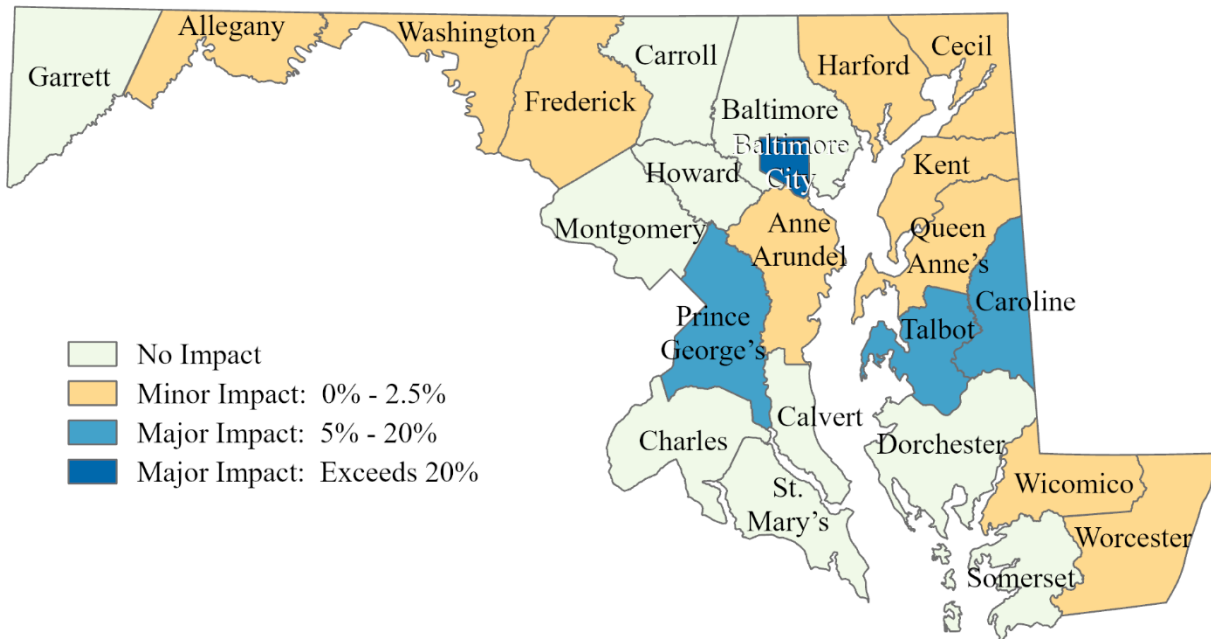 Allegany
Washington
Garrett
Frederick
Carroll
Harford
Cecil
Baltimore
Baltimore
City
Howard
Kent
Montgomery
Anne
Arundel
Queen
Anne’s
Caroline
Talbot
Prince
George’s
No Impact
Minor Impact: 0% - 2.5%
Major Impact: 5% - 20%
Major Impact: Exceeds 20%
Calvert
Charles
Dorchester
St.
Mary’s
Wicomico
Worcester
Somerset